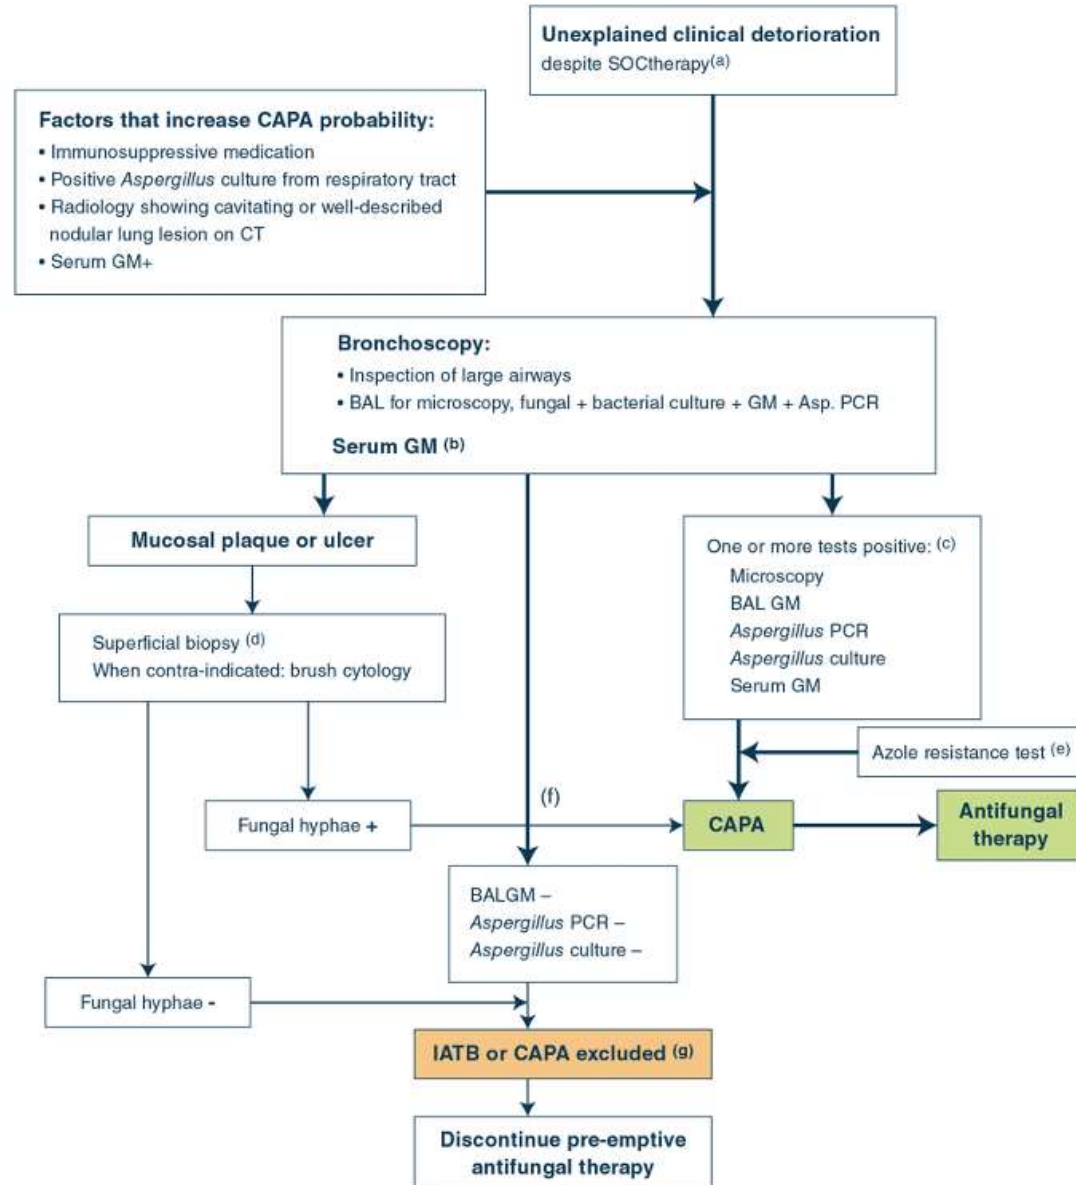 Unexplained clinical detorioration
despite SOCtherapy(a)
Factors that increase CAPA probability:
• Immunosuppressive medication
• Positive Aspergillus culture from respiratory tract
• Radiology showing cavitating or well-described
nodular lung lesion on CT
• Serum GM+
Bronchoscopy:
• Inspection of large airways
• BAL for microscopy, fungal + bacterial culture + GM + Asp. PCR
Serum GM (b)
Mucosal plaque or ulcer
One or more tests positive: (c)
Microscopy
BAL GM
Aspergillus PCR
Aspergillus culture
Serum GM
Superficial biopsy (d)
When contra-indicated: brush cytology
Azole resistance test (e)
(f)
Fungal hyphae +
CAPA
Antifungal
therapy
BALGM –
Aspergillus PCR –
Aspergillus culture –
Fungal hyphae -
IATB or CAPA excluded (g)
Discontinue pre-emptive
antifungal therapy